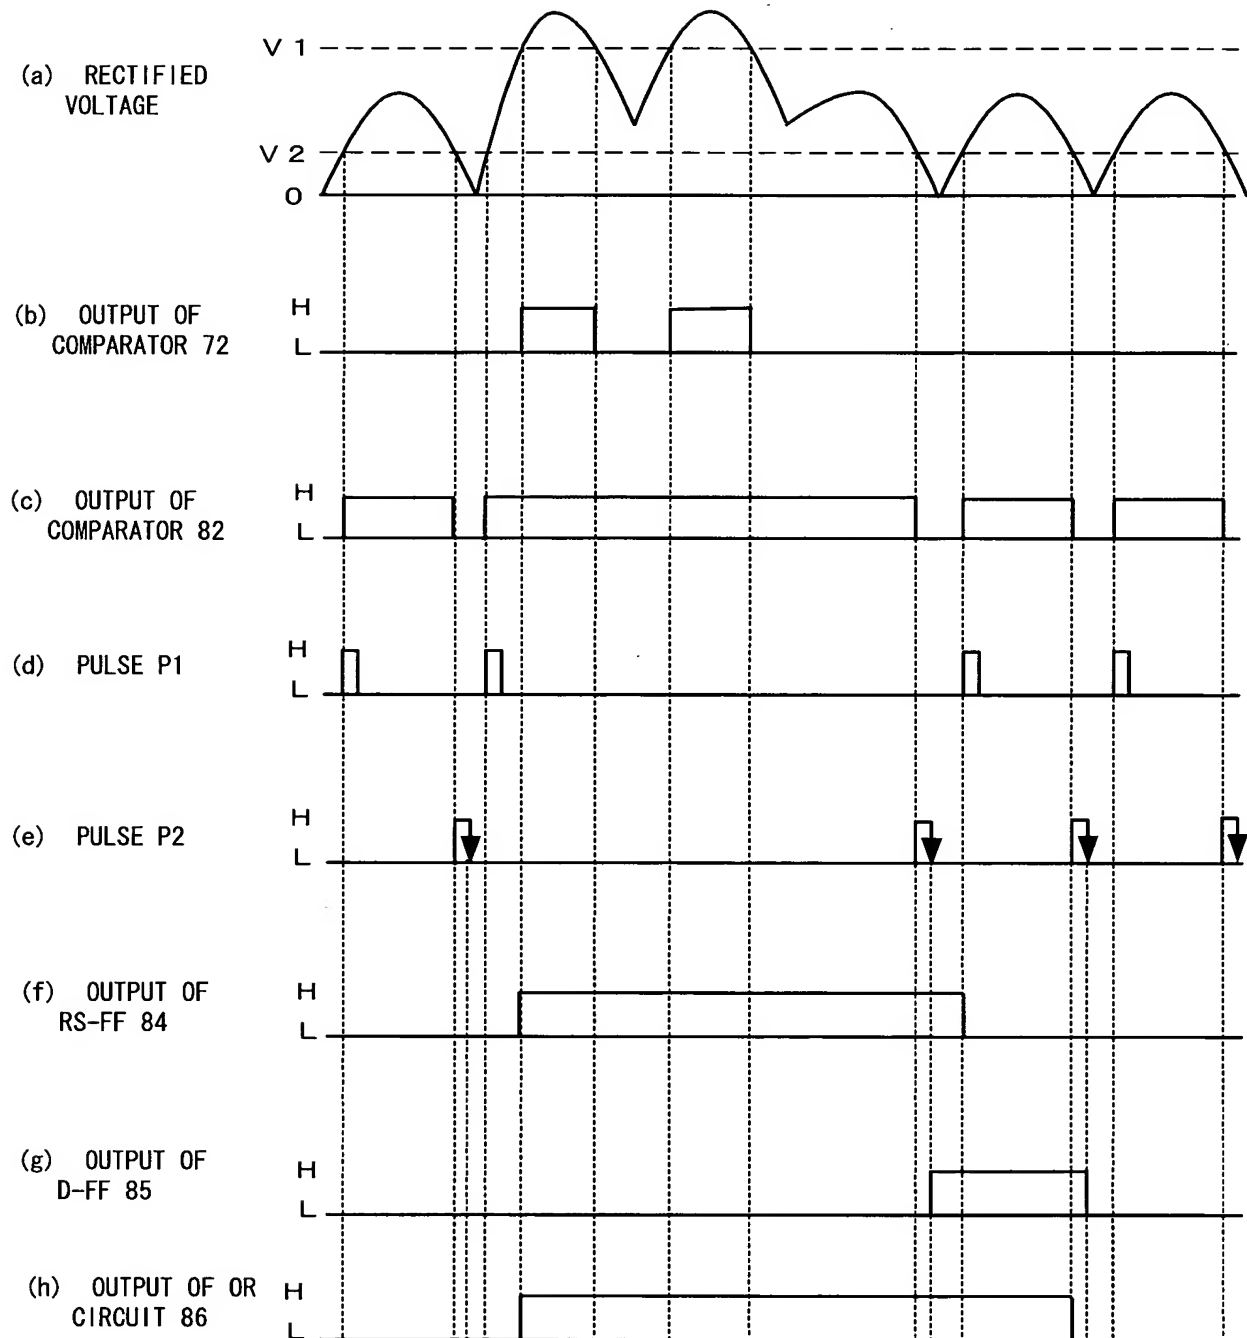 V 1
(a) RECTIFIED
VOLTAGE
V 2
0
(b) OUTPUT OF
COMPARATOR 72
H
L
(c) OUTPUT OF
COMPARATOR 82
H
L
(d) PULSE P1
H
L
(e) PULSE P2
H
L
(f) OUTPUT OF
RS-FF 84
H
L
(g) OUTPUT OF
D-FF 85
H
L
(h) OUTPUT OF OR
CIRCUIT 86
H
L